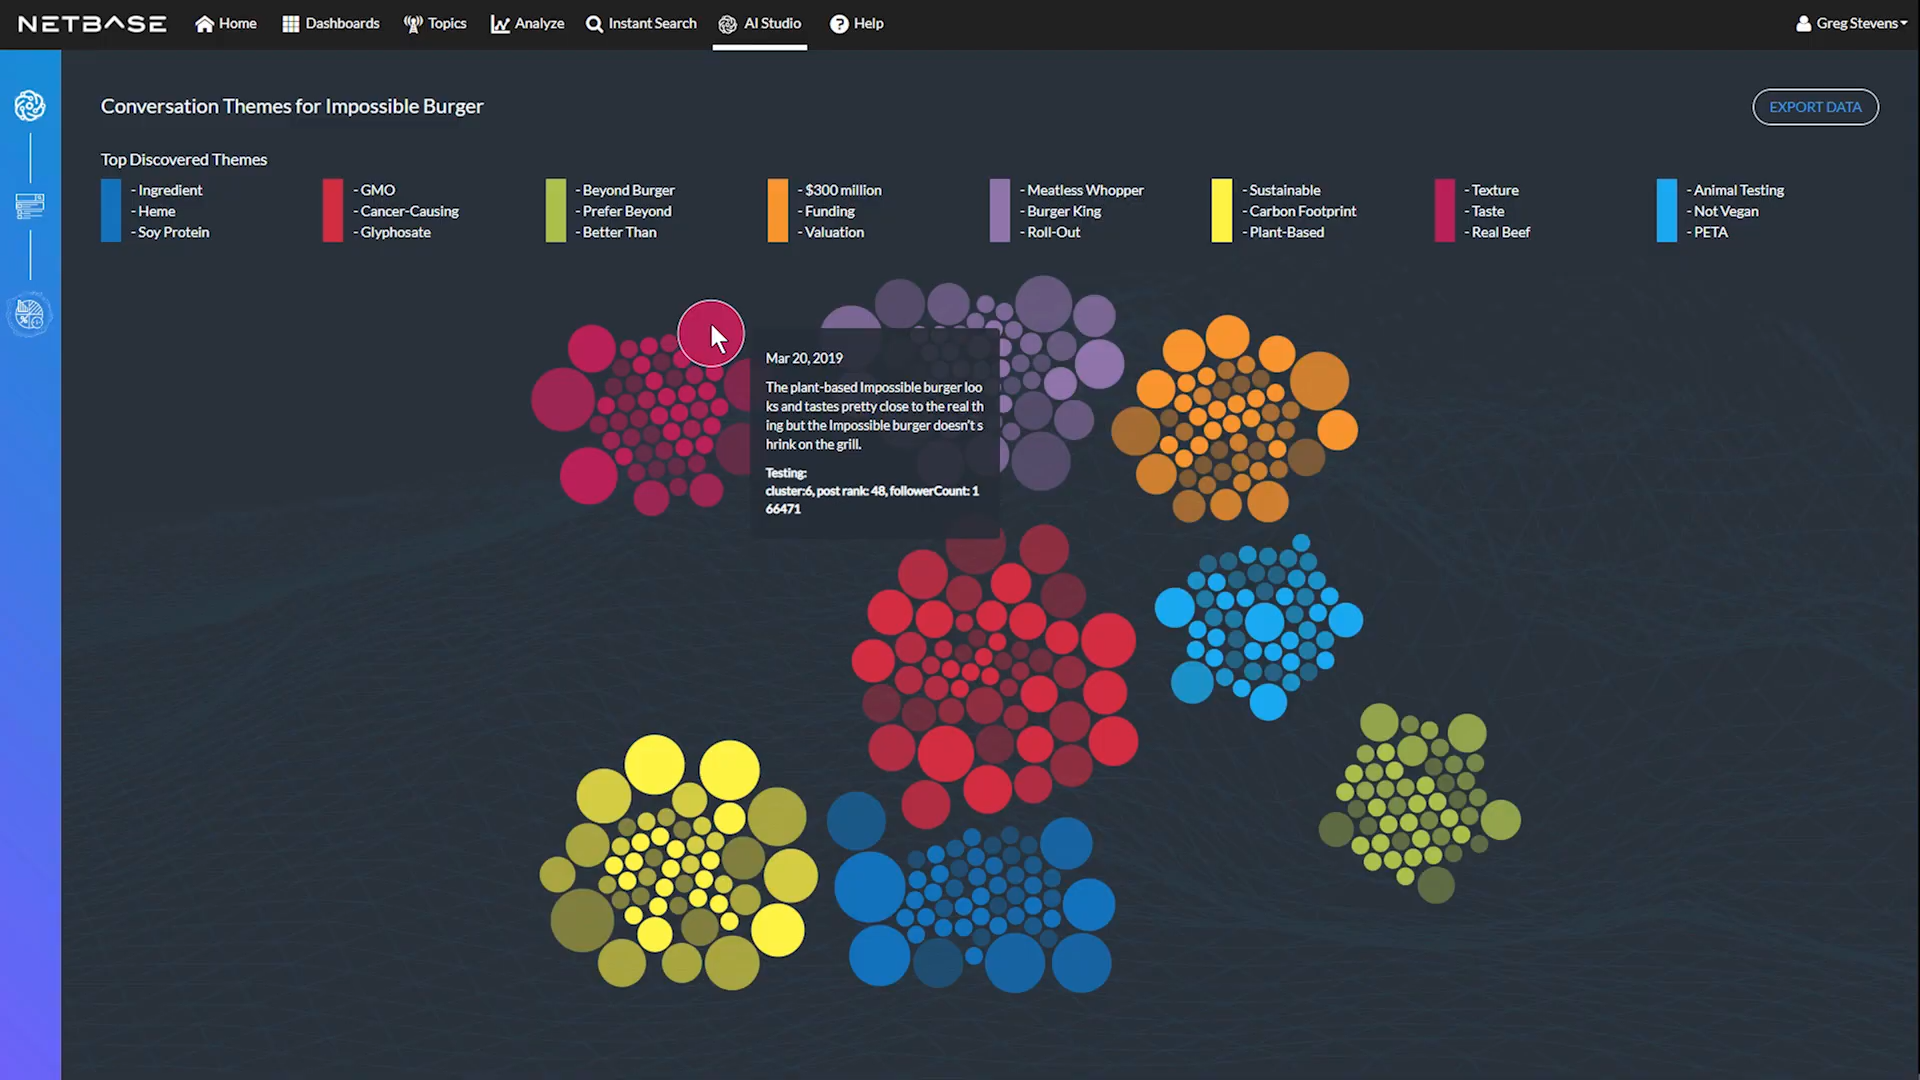 NETBASE Home Dashboards Topics Analyze Instant Search AI Studio ? Help Greg Stevens
Conversation Themes for Impossible Burger
EXPORT DATA
Top Discovered Themes
- Ingredient
- Heme
- Soy Protein
- GMO
- Cancer-Causing
- Glyphosate
- Beyond Burger
- Prefer Beyond
- Better Than
- $300 million
- Funding
- Valuation
- Meatless Whopper
- Burger King
- Roll-Out
- Sustainable
- Carbon Footprint
- Plant-Based
- Texture
- Taste
- Real Beef
- Animal Testing
- Not Vegan
- PETA
Mar 20, 2019
The plant-based Impossible burger loo
ks and tastes pretty close to the real th
ing but the Impossible burger doesn't s
hrink on the grill.
Testing:
cluster:6, post rank: 48, followerCount: 1
66471